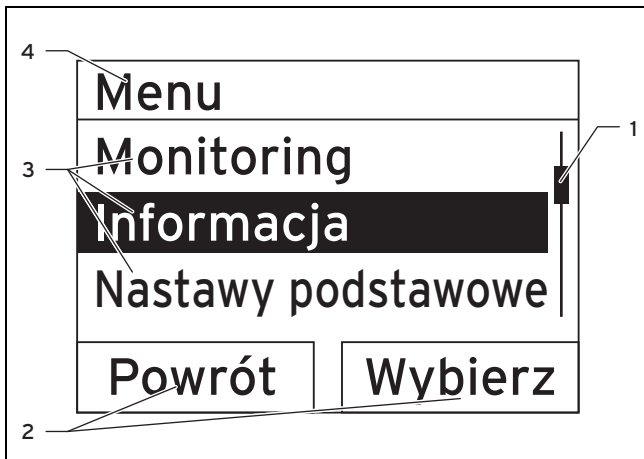 4
Menu
1
3
Monitoring
Informacja
Nastawy podstawowe
Powrót Wybierz
2